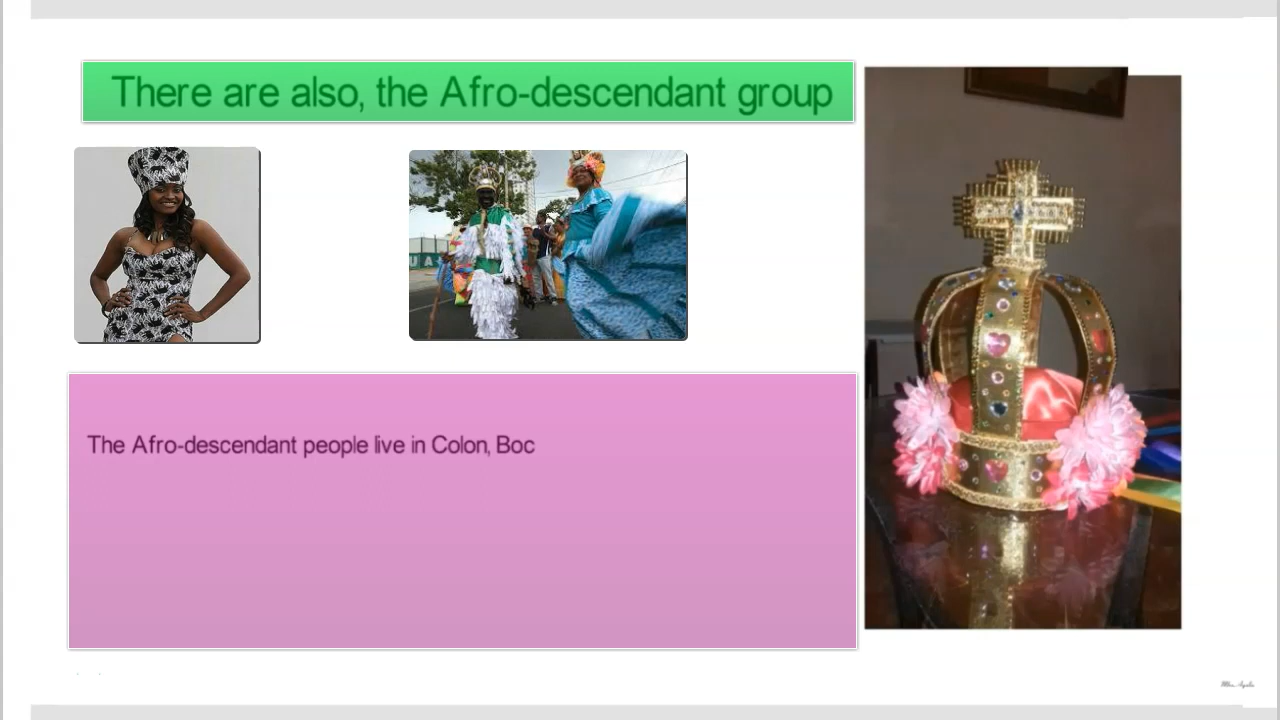 There are also, the Afro-descendant group
The Afro-descendant people live in Colon, Boc